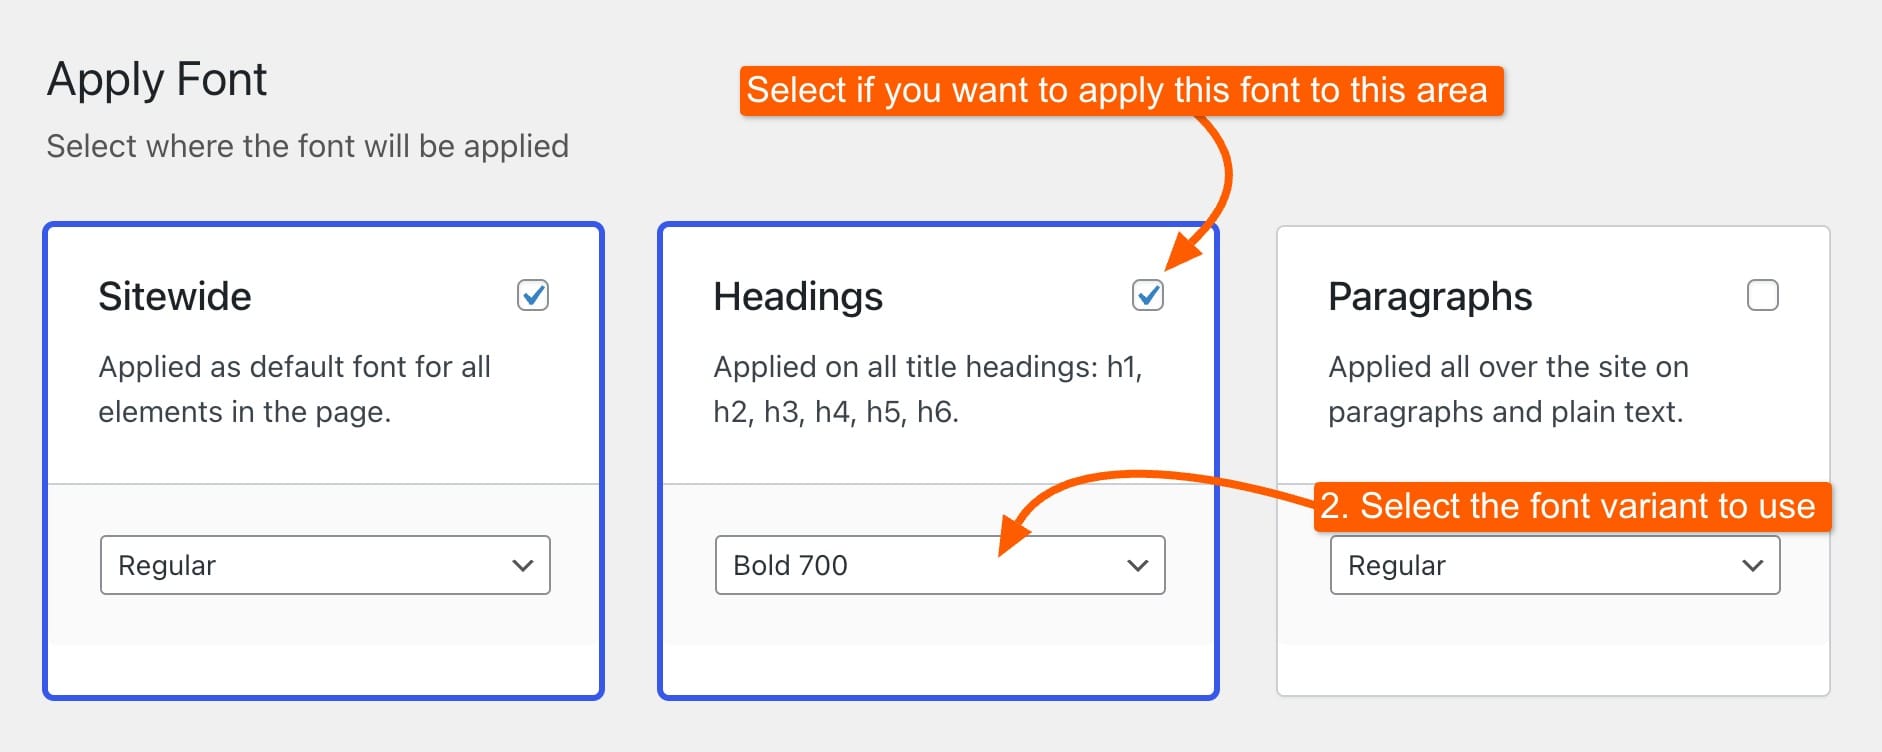 Apply Font
Select if you want to apply this font to this area
Select where the font will be applied
Sitewide
Applied as default font for all
elements in the page.
Regular
Headings
Applied on all title headings: h1,
h2, h3, h4, h5, h6.
Bold 700
Paragraphs
Applied all over the site on
paragraphs and plain text.
2. Select the font variant to use
Regular